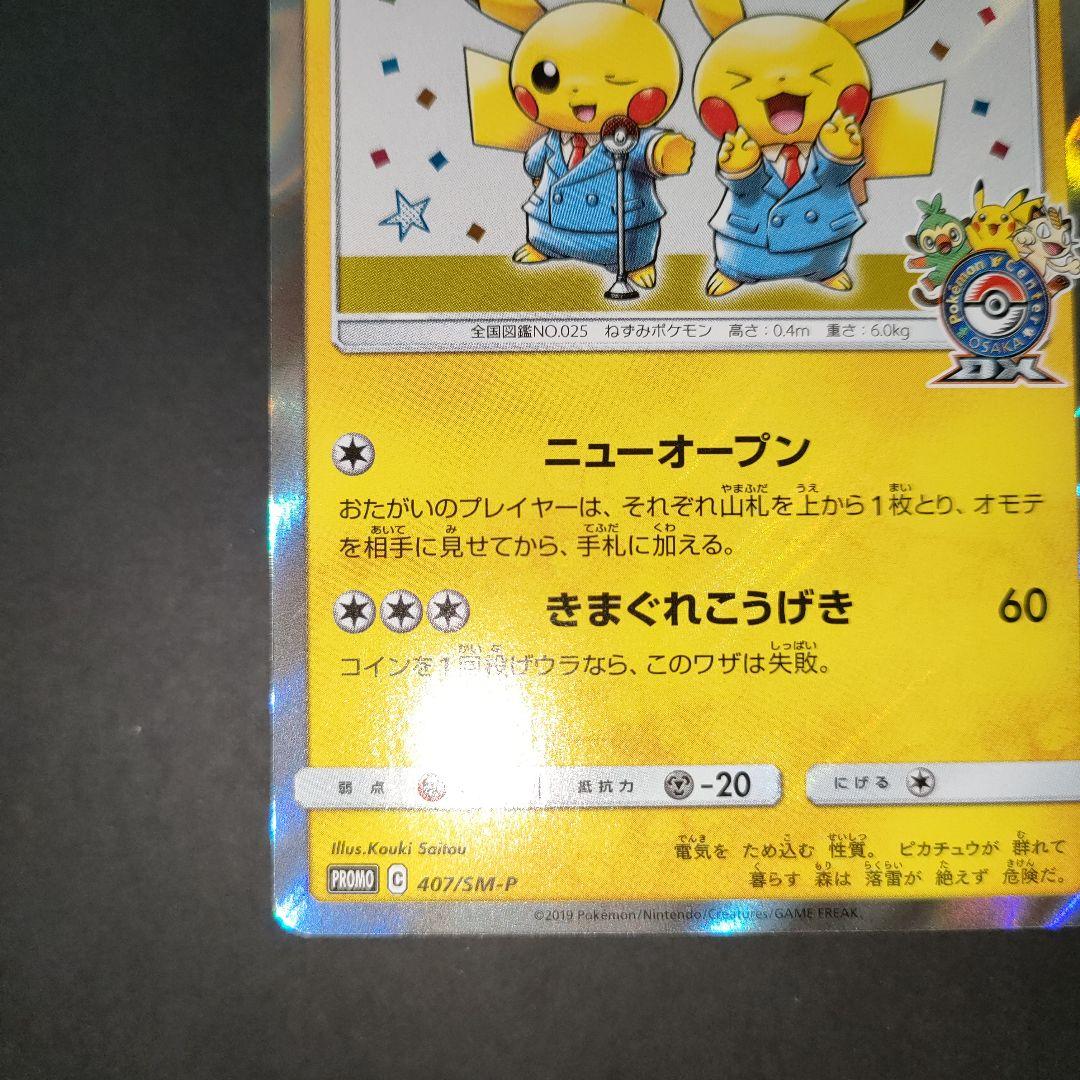 全国図鑑NO.025 ねずみポケモン 高さ:0.4m 重さ:6.0kg
Pokémon Center
OSAKA
DX
ニューオープン
おたがいのプレイヤーは、それぞれ山札を上から1枚とり、オモテ
を相手に見せてから、手札に加える。
きまぐれこうげき 60
コインを1回投げウラなら、このワザは失敗。
弱点 抵抗力 -20 にげる
Illus.Kouki Saitou
電気を ため込む 性質。 ピカチュウが 群れて
暮らす 森は 落雷が 絶えず 危険だ。
PROMO C 407/SM-P
©2019 Pokémon/Nintendo/Creatures/GAME FREAK.